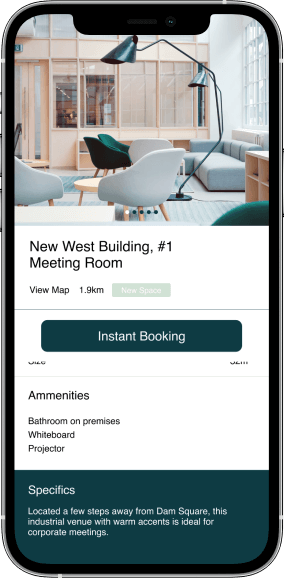 New West Building, #1
Meeting Room
View Map 1.9km New Space
Instant Booking
Size
Ammenities
Bathroom on premises
Whiteboard
Projector
Specifics
Located a few steps away from Dam Square, this
industrial venue with warm accents is ideal for
corporate meetings.